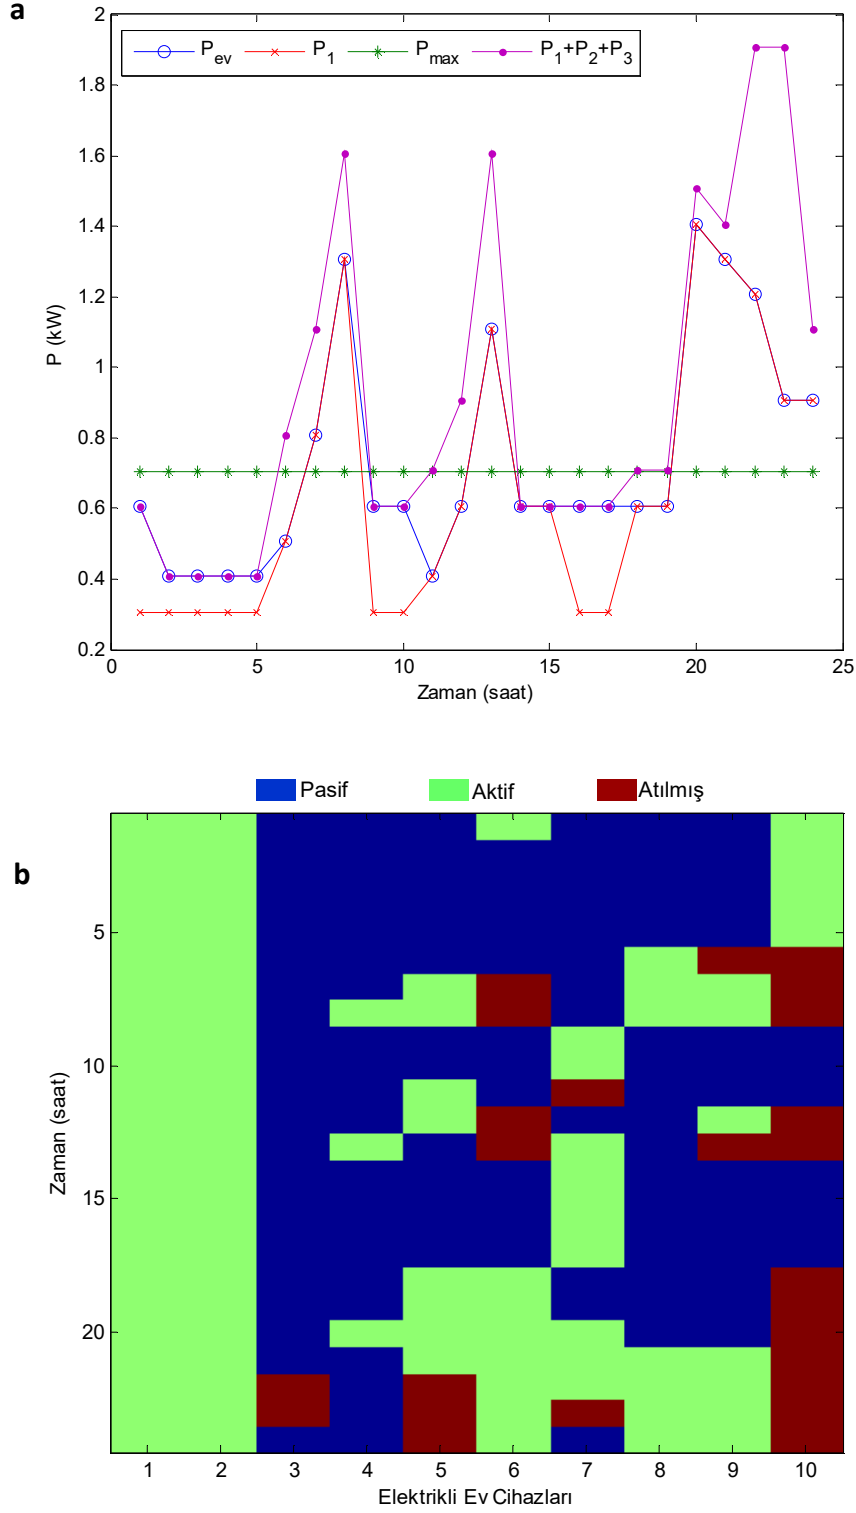 a
P_ev P_1 P_max P_1+P_2+P_3
2
1.8
1.6
1.4
1.2
1
0.8
0.6
0.4
0.2
P (kW)
0 5 10 15 20 25
Zaman (saat)
Pasif Aktif Atılmış
b
5
10
15
20
Zaman (saat)
1 2 3 4 5 6 7 8 9 10
Elektrikli Ev Cihazları